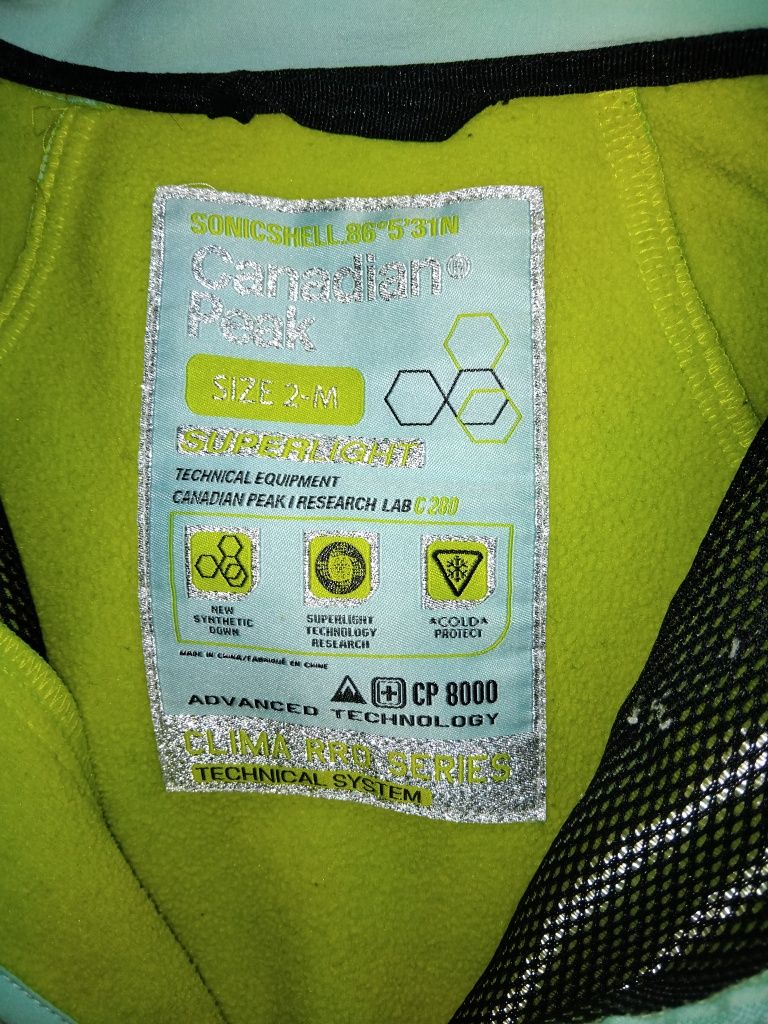 SONICSHELL.86°5'31N
Canadian®
Peak
SIZE 2-M
SUPERLIGHT
TECHNICAL EQUIPMENT
CANADIAN PEAK I RESEARCH LAB C 280
NEW
SYNTHETIC
DOWN
SUPERLIGHT
TECHNOLOGY
RESEARCH
*COLD*
PROTECT
MADE IN CHINA/FABRIQUÉ EN CHINE
CP 8000
ADVANCED TECHNOLOGY
CLIMA PRO SERIES
TECHNICAL SYSTEM